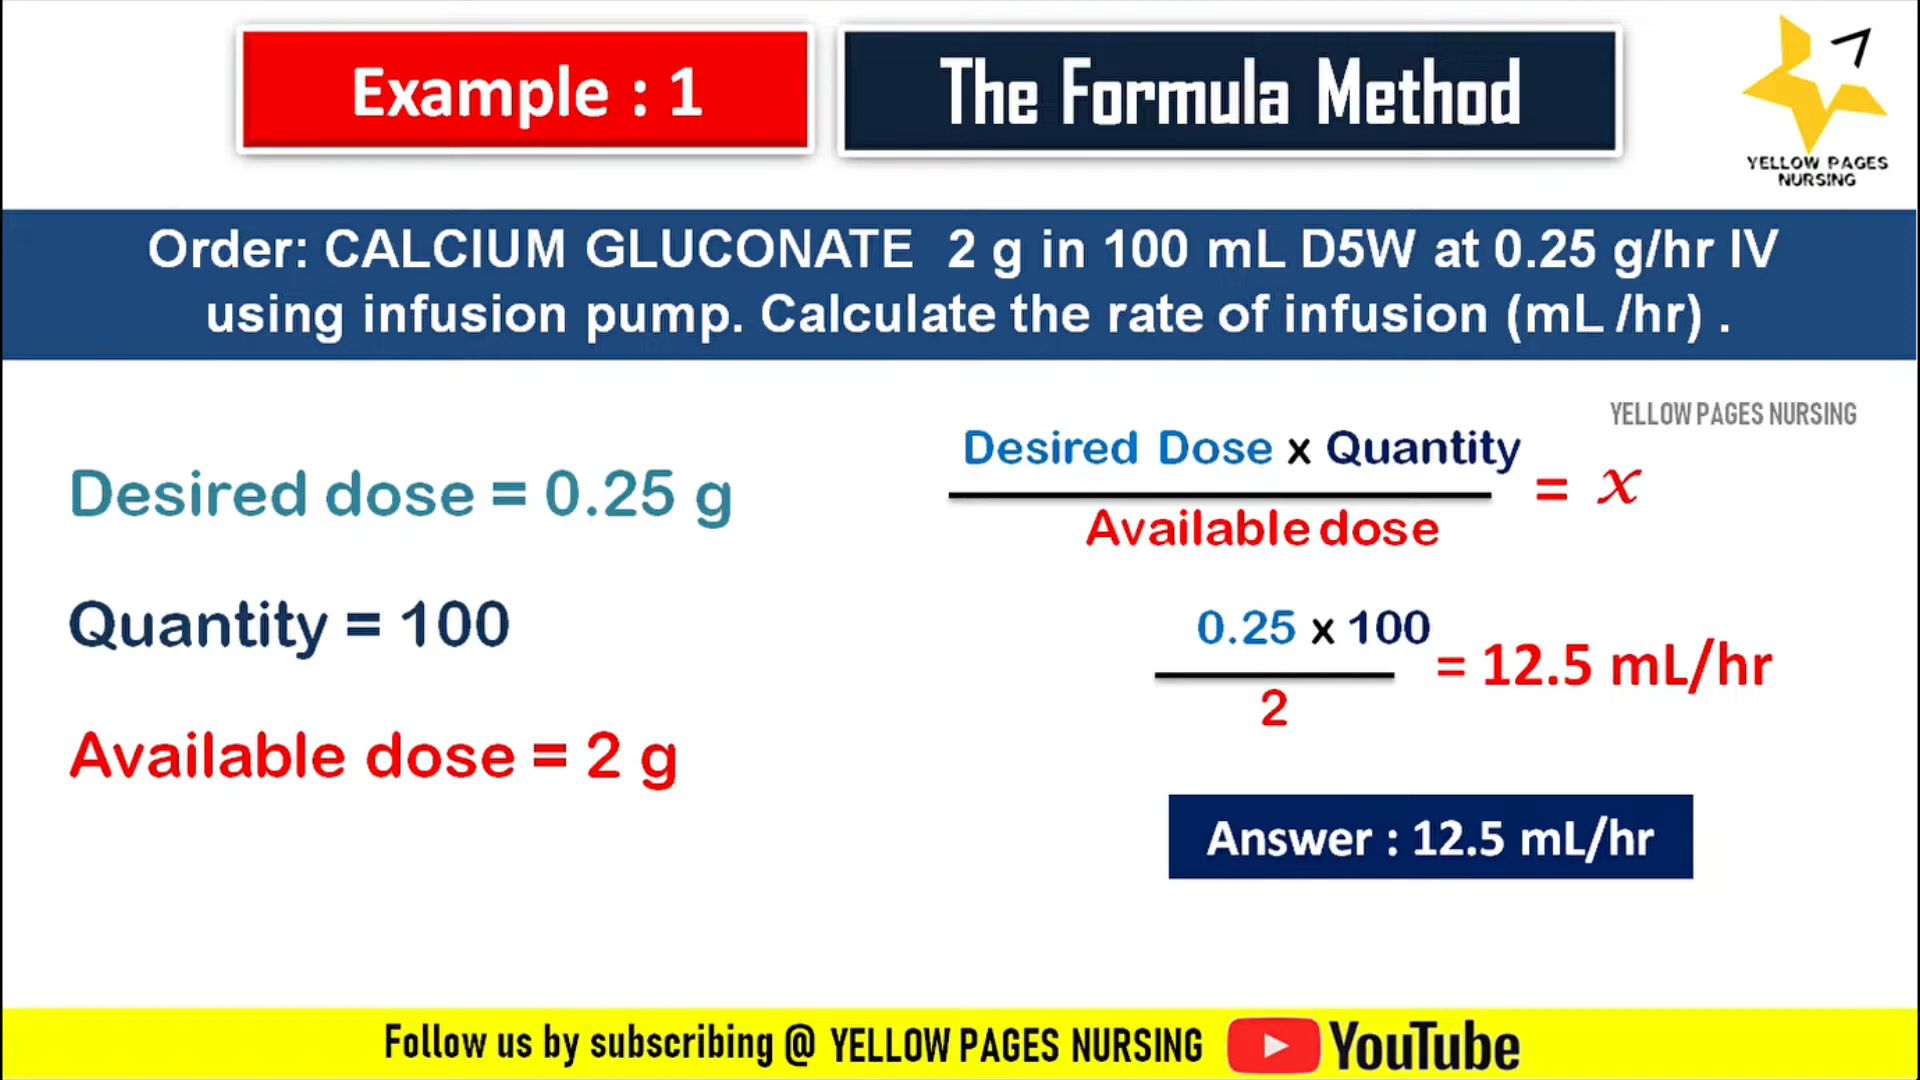 Example : 1
The Formula Method
YELLOW PAGES
NURSING
Order: CALCIUM GLUCONATE 2 g in 100 mL D5W at 0.25 g/hr IV
using infusion pump. Calculate the rate of infusion (mL /hr) .
YELLOW PAGES NURSING
Desired dose = 0.25 g
Quantity = 100
Available dose = 2 g
Desired Dose x Quantity
= x
Available dose
0.25 x 100
= 12.5 mL/hr
2
Answer : 12.5 mL/hr
Follow us by subscribing @ YELLOW PAGES NURSING YouTube